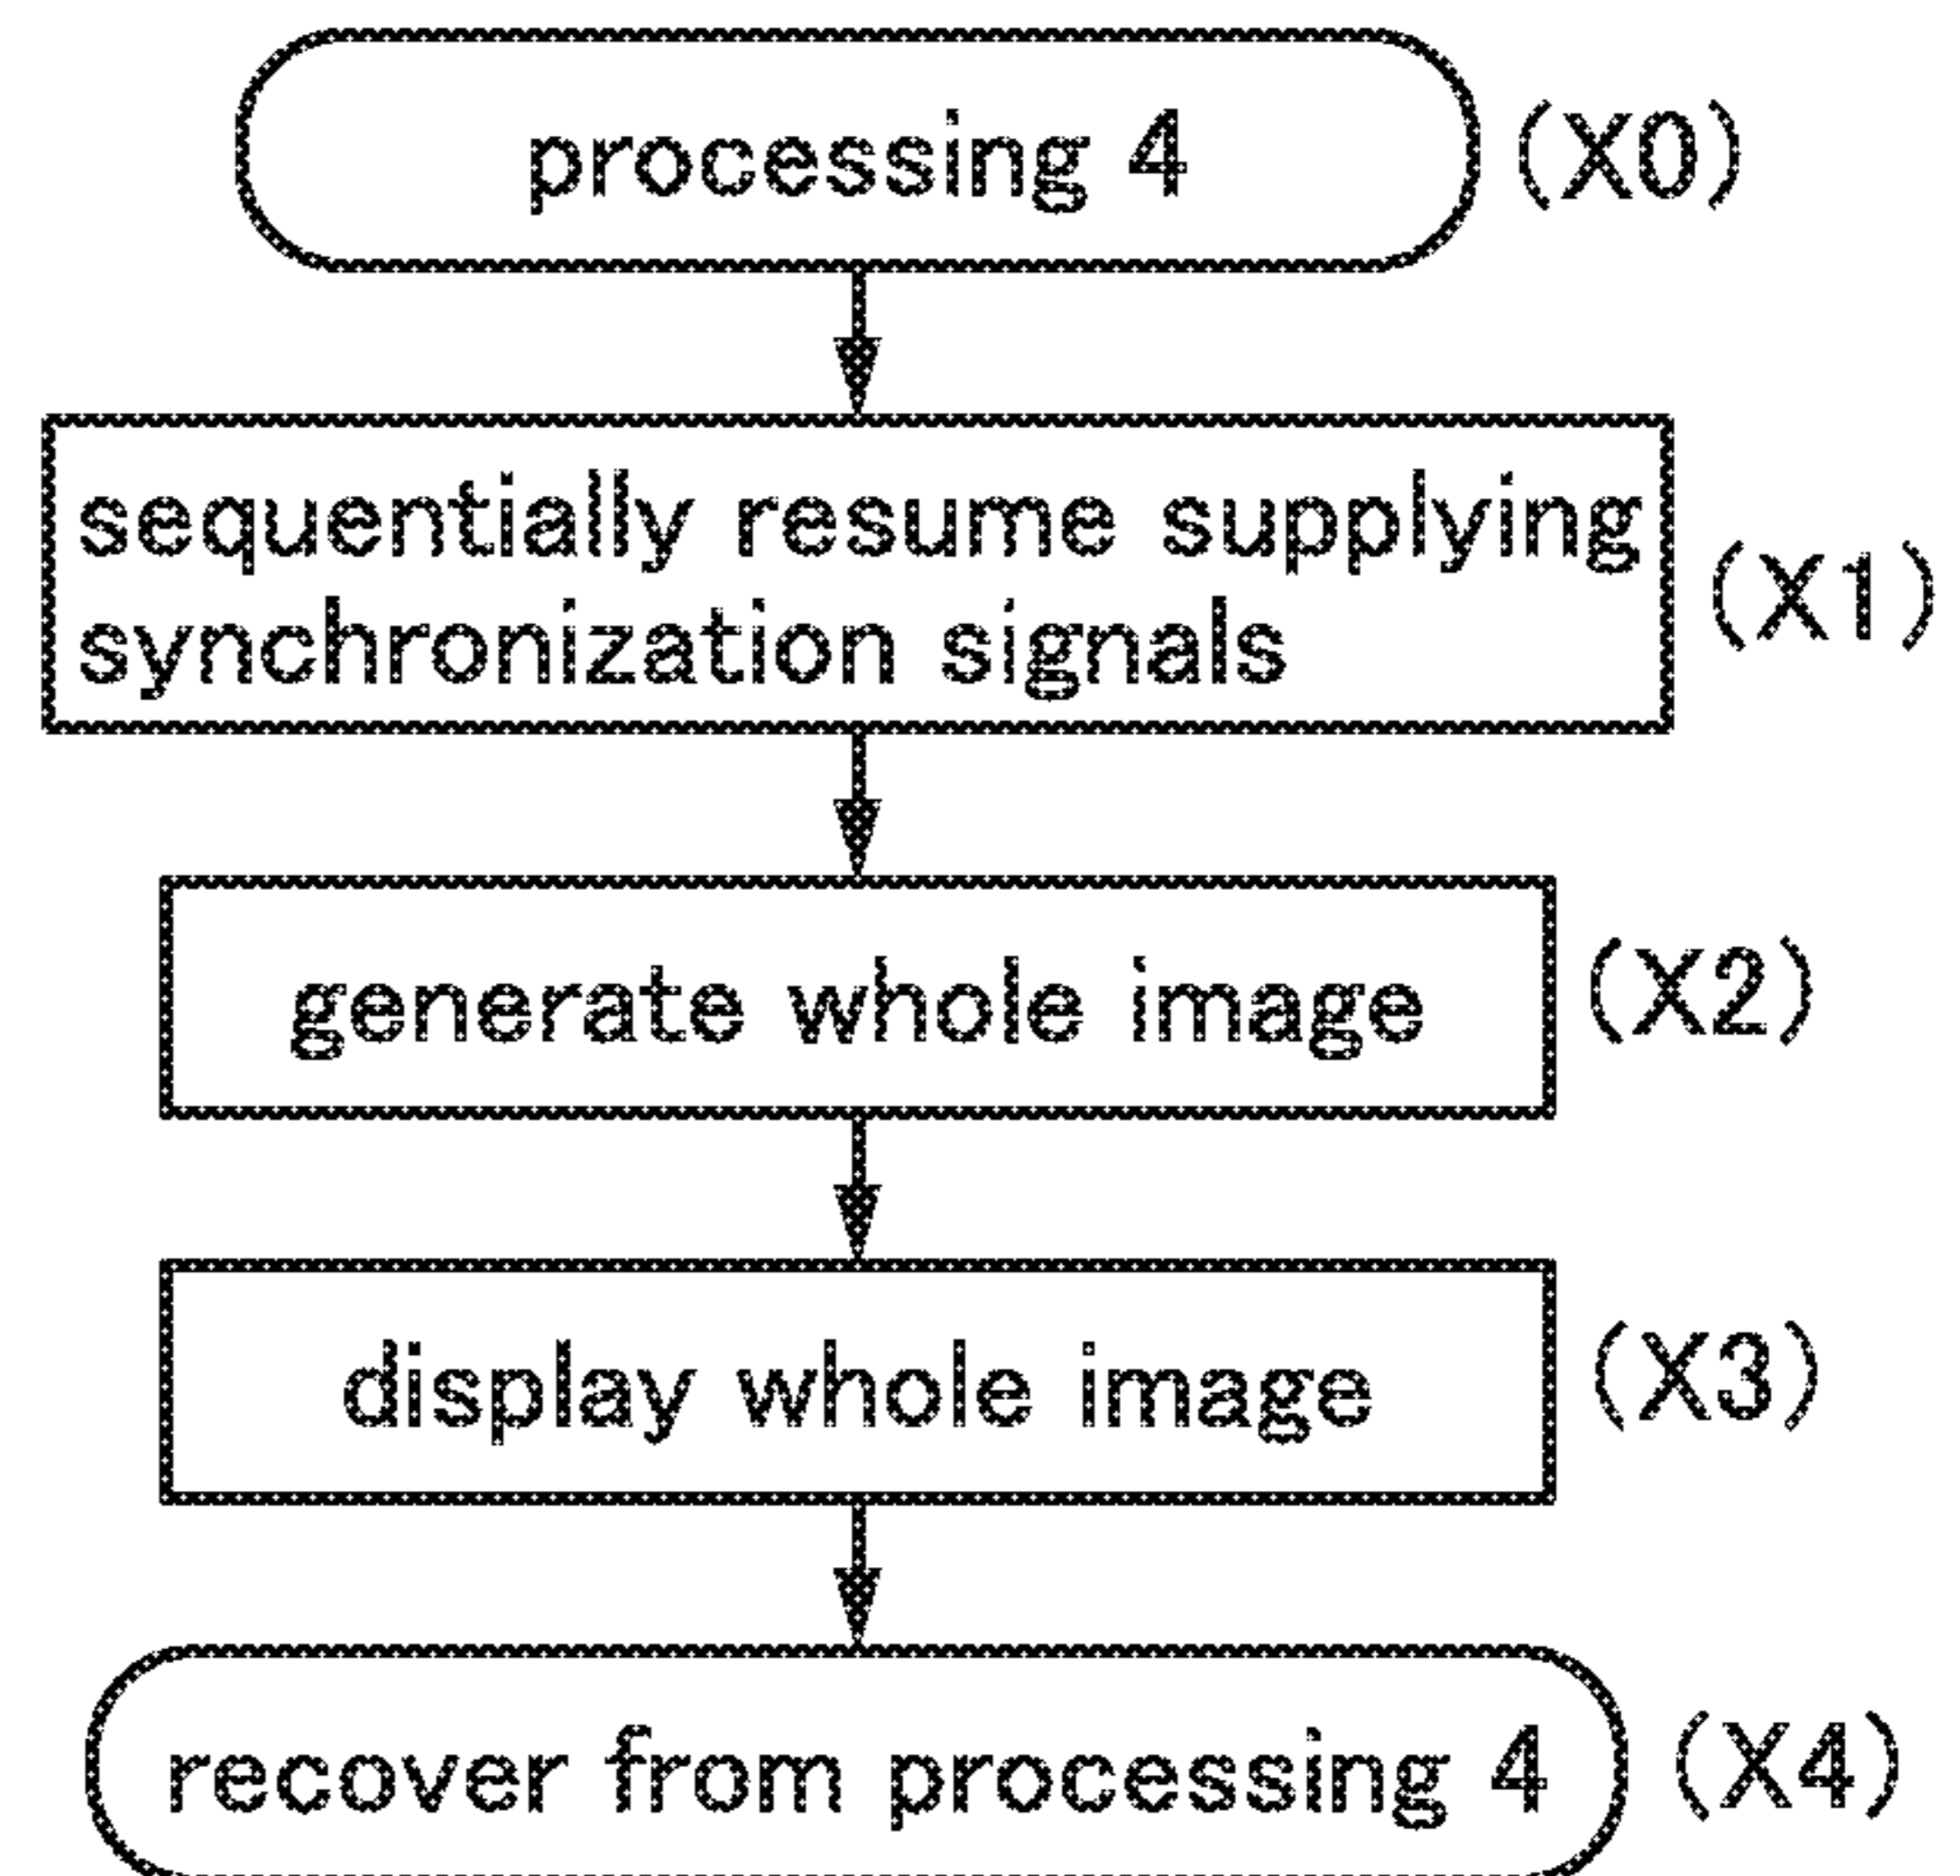 processing 4 (X0)
sequentially resume supplying
synchronization signals (X1)
generate whole image (X2)
display whole image (X3)
recover from processing 4 (X4)